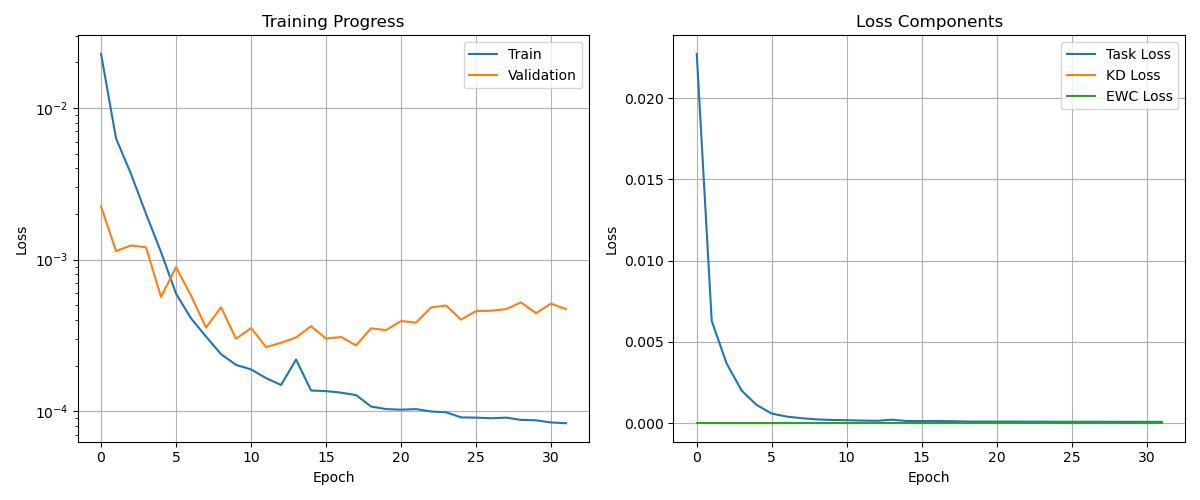 Training Progress
Train
Validation
10⁻²
10⁻³
10⁻⁴
Loss
0 5 10 15 20 25 30
Epoch
Loss Components
Task Loss
KD Loss
EWC Loss
0.020
0.015
0.010
0.005
0.000
Loss
0 5 10 15 20 25 30
Epoch